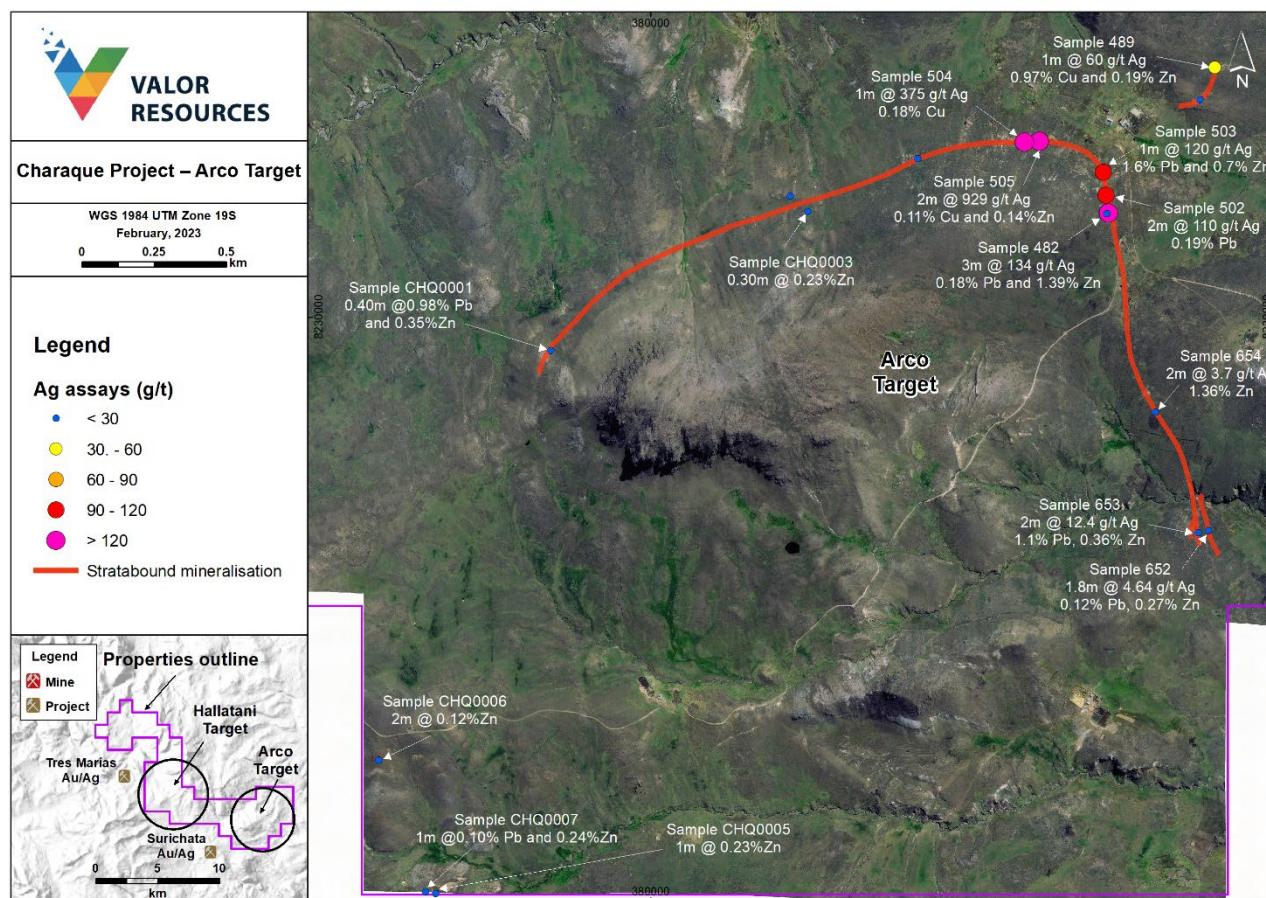 VALOR
RESOURCES
Charaque Project – Arco Target
WGS 1984 UTM Zone 19S
February, 2023
0 0.25 0.5
km
Legend
Ag assays (g/t)
< 30
30. - 60
60 - 90
90 - 120
> 120
Stratabound mineralisation
Legend
Mine
Project
Properties outline
Hallatani
Target
Arco
Target
Tres Marias
Au/Ag
Surichata
Au/Ag
0 5 10
km
380000
Sample 489
1m @ 60 g/t Ag
0.97% Cu and 0.19% Zn
N
Sample 504
1m @ 375 g/t Ag
0.18% Cu
Sample 503
1m @ 120 g/t Ag
1.6% Pb and 0.7% Zn
Sample 505
2m @ 929 g/t Ag
0.11% Cu and 0.14%Zn
Sample 502
2m @ 110 g/t Ag
0.19% Pb
Sample 482
3m @ 134 g/t Ag
0.18% Pb and 1.39% Zn
Sample CHQ0003
0.30m @ 0.23%Zn
Sample CHQ0001
0.40m @0.98% Pb
and 0.35%Zn
8230000
Arco
Target
Sample 654
2m @ 3.7 g/t A
1.36% Zn
Sample 653
2m @ 12.4 g/t Ag
1.1% Pb, 0.36% Zn
Sample 652
1.8m @ 4.64 g/t Ag
0.12% Pb, 0.27% Zn
Sample CHQ0006
2m @ 0.12%Zn
Sample CHQ0007
1m @0.10% Pb and 0.24%Zn
Sample CHQ0005
1m @ 0.23%Zn
380000